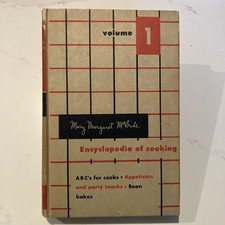 volume
1
Mary Margaret McBride
Encyclopedia of cooking
ABC's for cooks • Appetizers
and party snacks • Bean
bakes